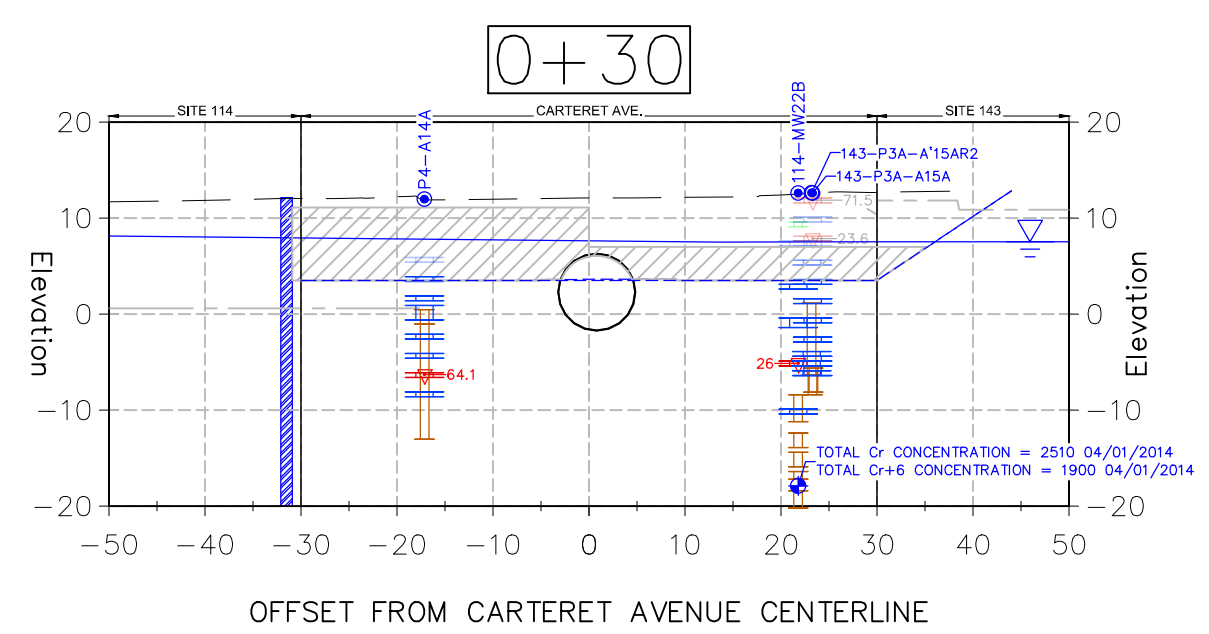 0+30
SITE 114
CARTERET AVE.
SITE 143
P4-A14A
114-MW22B
143-P3A-A'15AR2
143-P3A-A15A
71.5
23.6
64.1
26
TOTAL Cr CONCENTRATION = 2510 04/01/2014
TOTAL Cr+6 CONCENTRATION = 1900 04/01/2014
20
10
0
-10
-20
Elevation
20
10
0
-10
-20
Elevation
-50 -40 -30 -20 -10 0 10 20 30 40 50
OFFSET FROM CARTERET AVENUE CENTERLINE